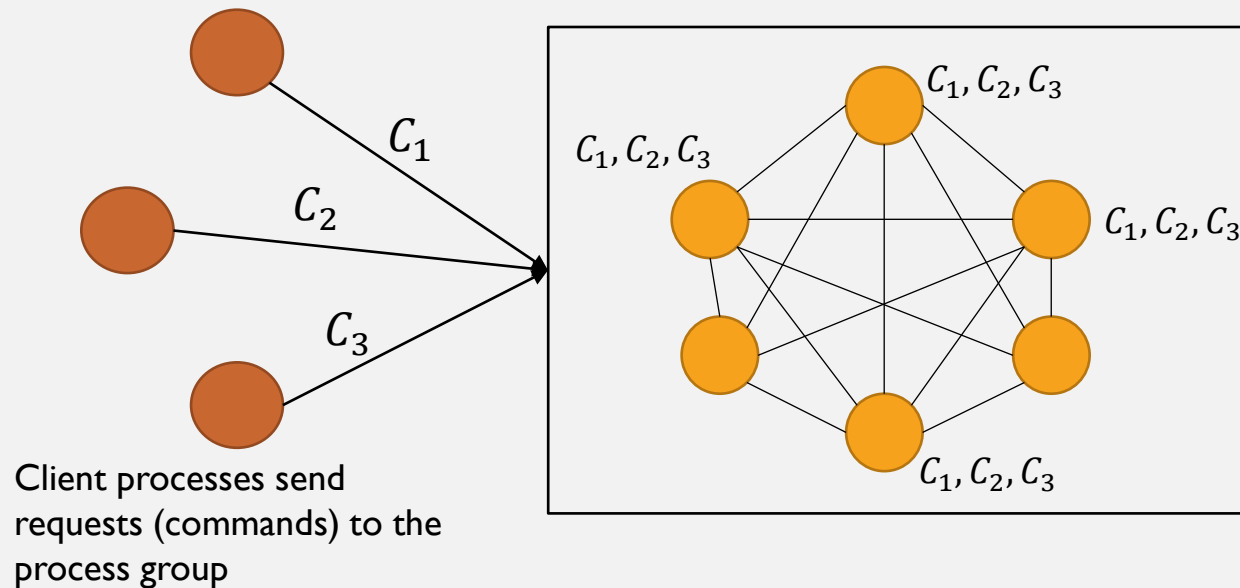 C₁
C₂
C₃
C₁, C₂, C₃
C₁, C₂, C₃
C₁, C₂, C₃
C₁, C₂, C₃
Client processes send
requests (commands) to the
process group